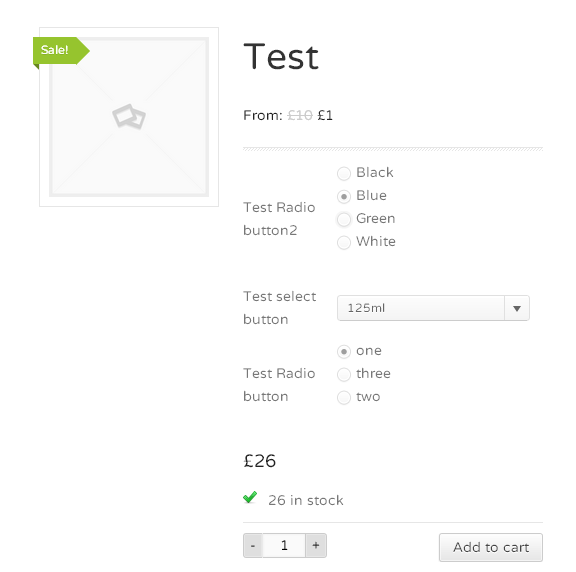 Sale!
Test
From: £10 £1
Test Radio
button2
Black
Blue
Green
White
Test select
button
125ml
Test Radio
button
one
three
two
£26
26 in stock
- 1 +
Add to cart